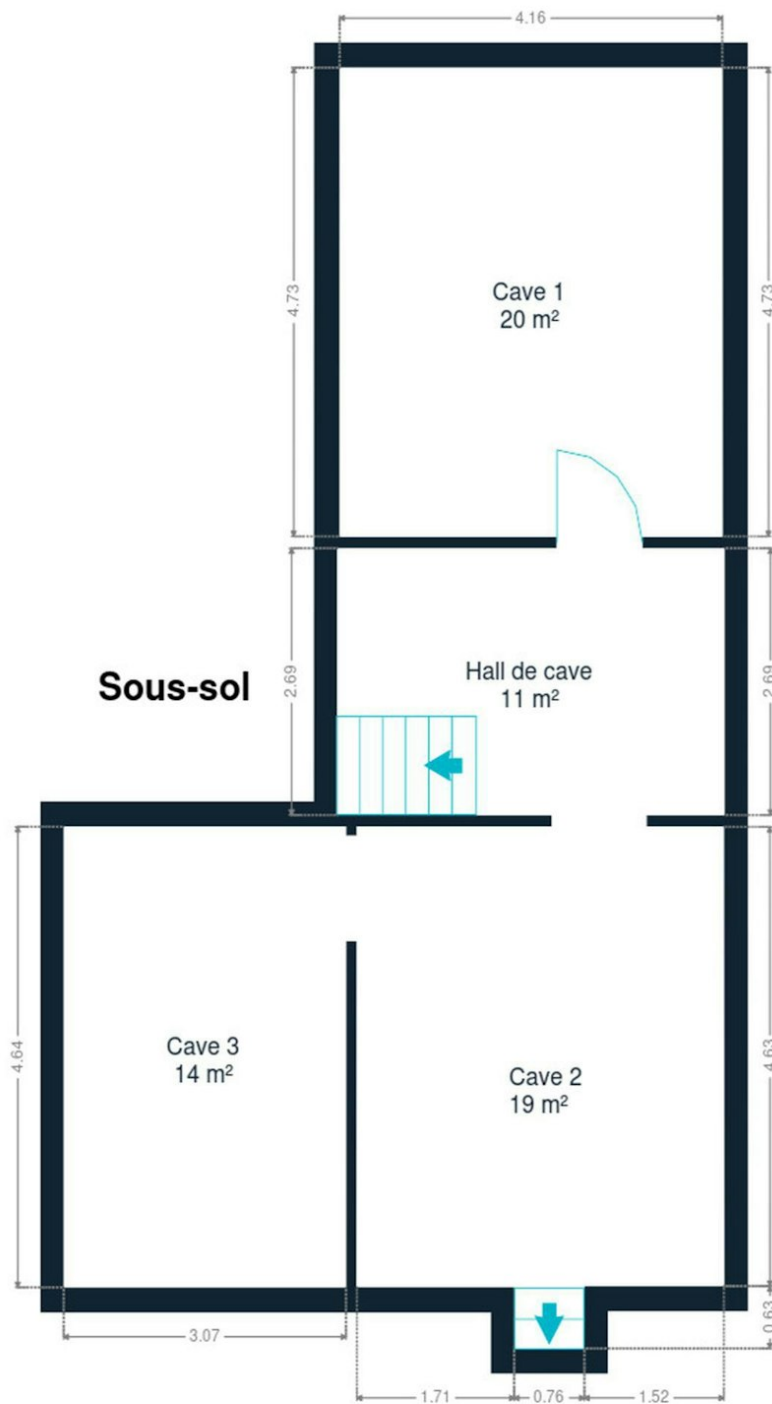 4.16
4.73
4.73
Cave 1
20 m²
Sous-sol
2.69
Hall de cave
11 m²
2.69
4.64
Cave 3
14 m²
Cave 2
19 m²
4.63
0.63
3.07
1.71
0.76
1.52